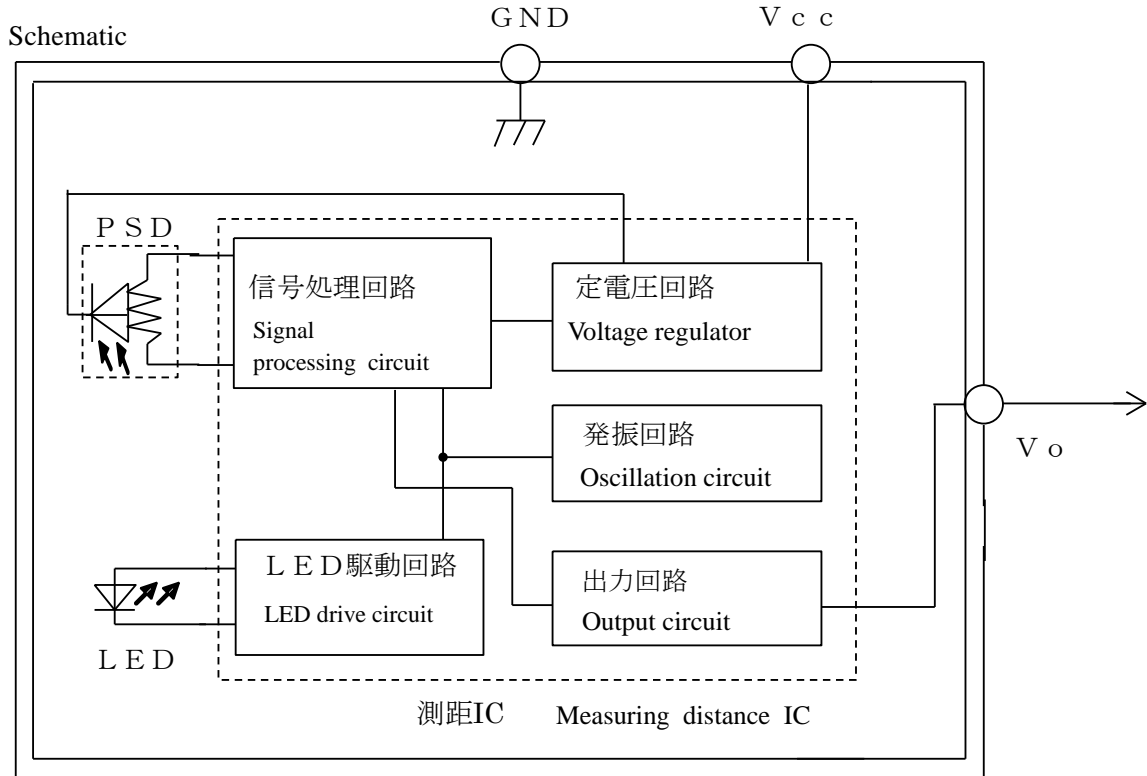 Schematic
ＧＮＤ
Ｖｃｃ
ＰＳＤ
信号処理回路
Signal
processing circuit
定電圧回路
Voltage regulator
発振回路
Oscillation circuit
Ｖｏ
ＬＥＤ駆動回路
LED drive circuit
出力回路
Output circuit
ＬＥＤ
測距IC Measuring distance IC